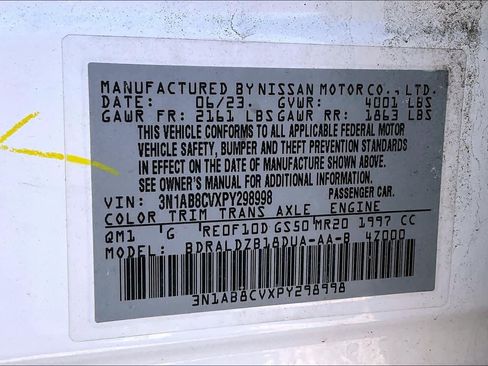 MANUFACTURED BY NISSAN MOTOR CO., LTD.
DATE: 06/23. GVWR: 4001 LBS
GAWR FR: 2161 LBS GAWR RR: 1863 LBS
THIS VEHICLE CONFORMS TO ALL APPLICABLE FEDERAL MOTOR
VEHICLE SAFETY, BUMPER AND THEFT PREVENTION STANDARDS
IN EFFECT ON THE DATE OF MANUFACTURE SHOWN ABOVE.
SEE OWNER'S MANUAL FOR ADDITIONAL INFORMATION.
VIN: 3N1AB8CVXPY298998 PASSENGER CAR.
COLOR TRIM TRANS AXLE ENGINE
QM1 G RE0F10D GS50 MR20 1997 CC
MODEL: BDRALDZB18DUA-AA-B 4Z000
3N1AB8CVXPY298998